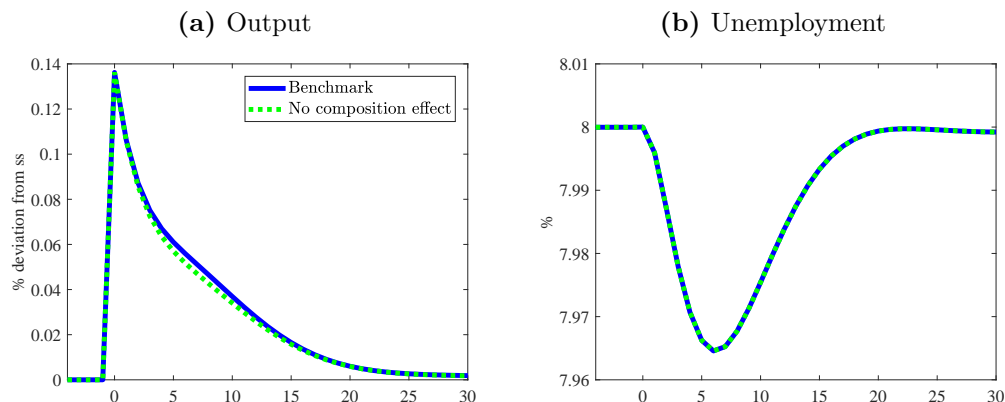 (a) Output
% deviation from ss
0.14
0.12
0.1
0.08
0.06
0.04
0.02
0
0 5 10 15 20 25 30
Benchmark
No composition effect
(b) Unemployment
%
8.01
8
7.99
7.98
7.97
7.96
0 5 10 15 20 25 30